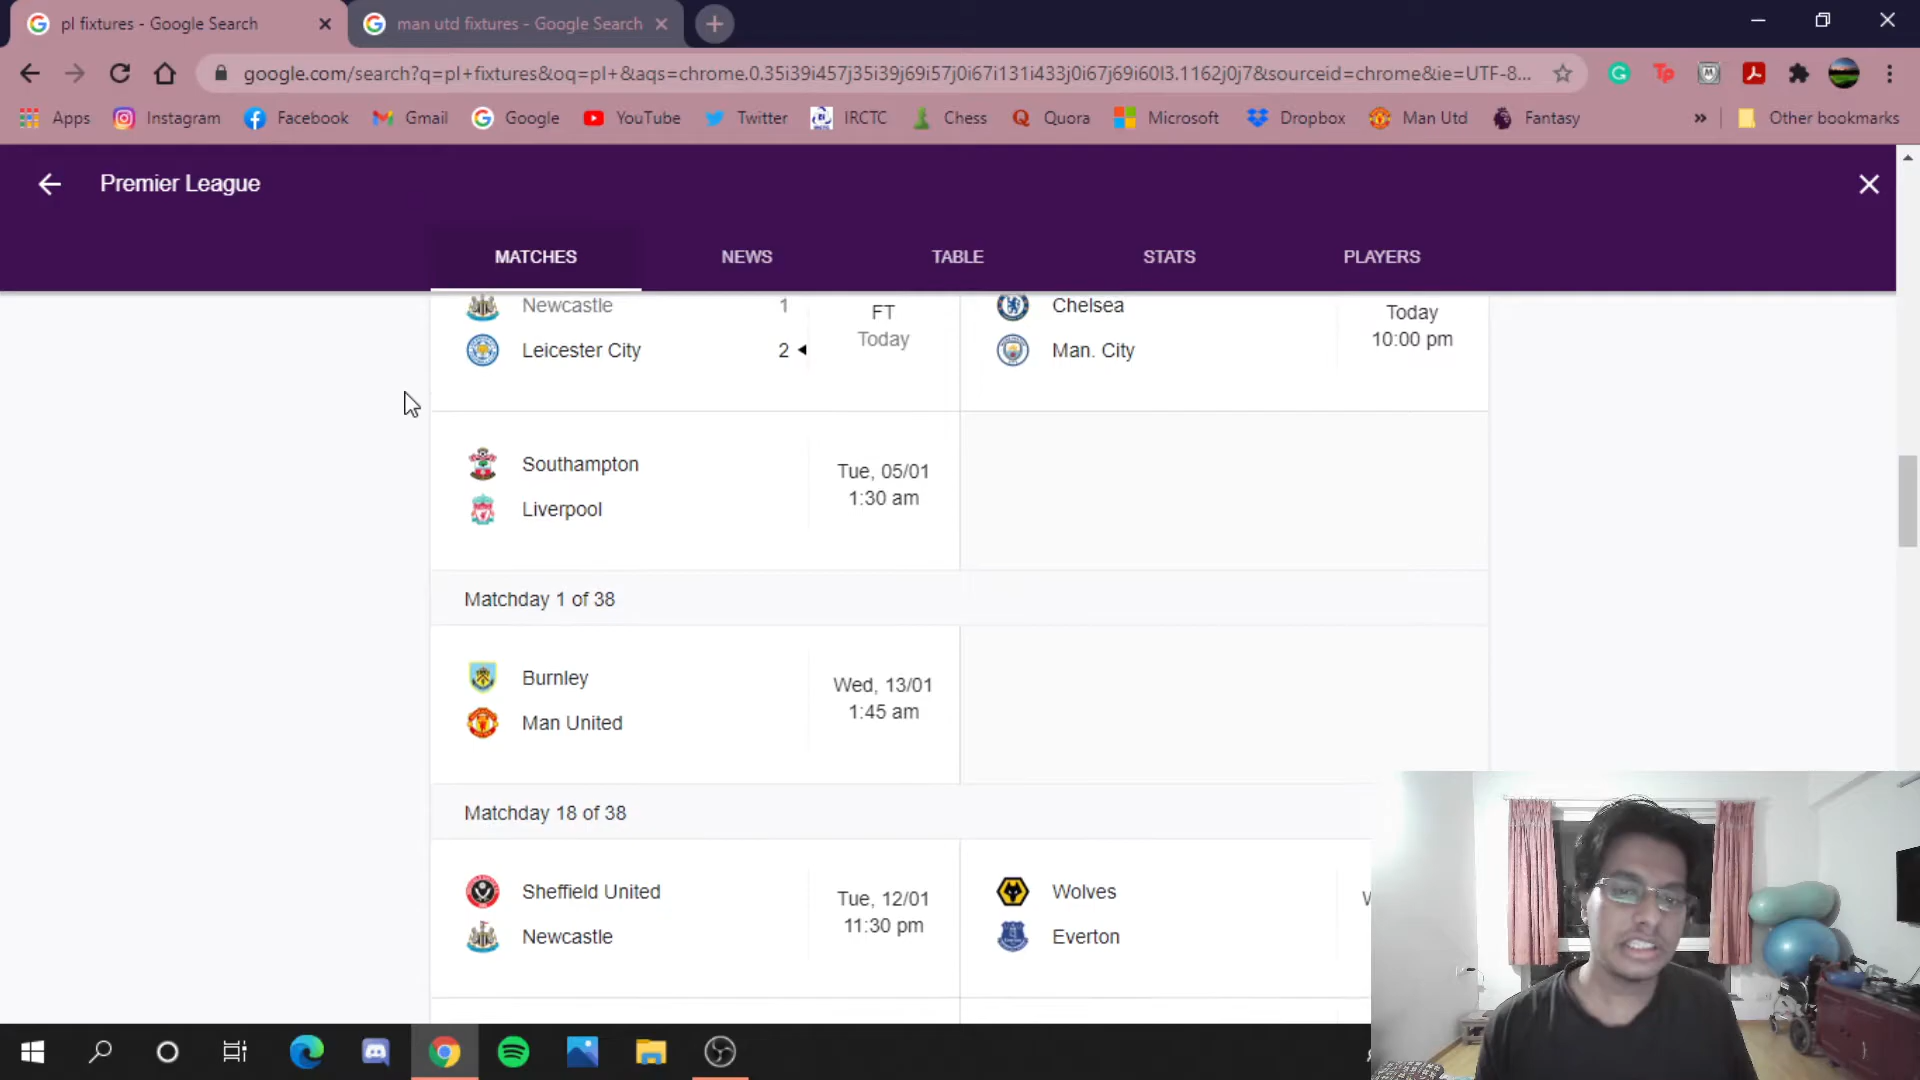 pl fixtures - Google Search
man utd fixtures - Google Search
google.com/search?q=pl+fixtures&oq=pl+&aqs=chrome.0.35i39i457j35i39j69i57j0i67i131i433j0i67j69i60l3.1162j0j7&sourceid=chrome&ie=UTF-8...
Apps Instagram Facebook Gmail Google YouTube Twitter IRCTC Chess Quora Microsoft Dropbox Man Utd Fantasy » Other bookmarks
Premier League
MATCHES NEWS TABLE STATS PLAYERS
Newcastle 1
Leicester City 2
FT
Today
Chelsea
Man. City
Today
10:00 pm
Southampton
Liverpool
Tue, 05/01
1:30 am
Matchday 1 of 38
Burnley
Man United
Wed, 13/01
1:45 am
Matchday 18 of 38
Sheffield United
Newcastle
Tue, 12/01
11:30 pm
Wolves
Everton